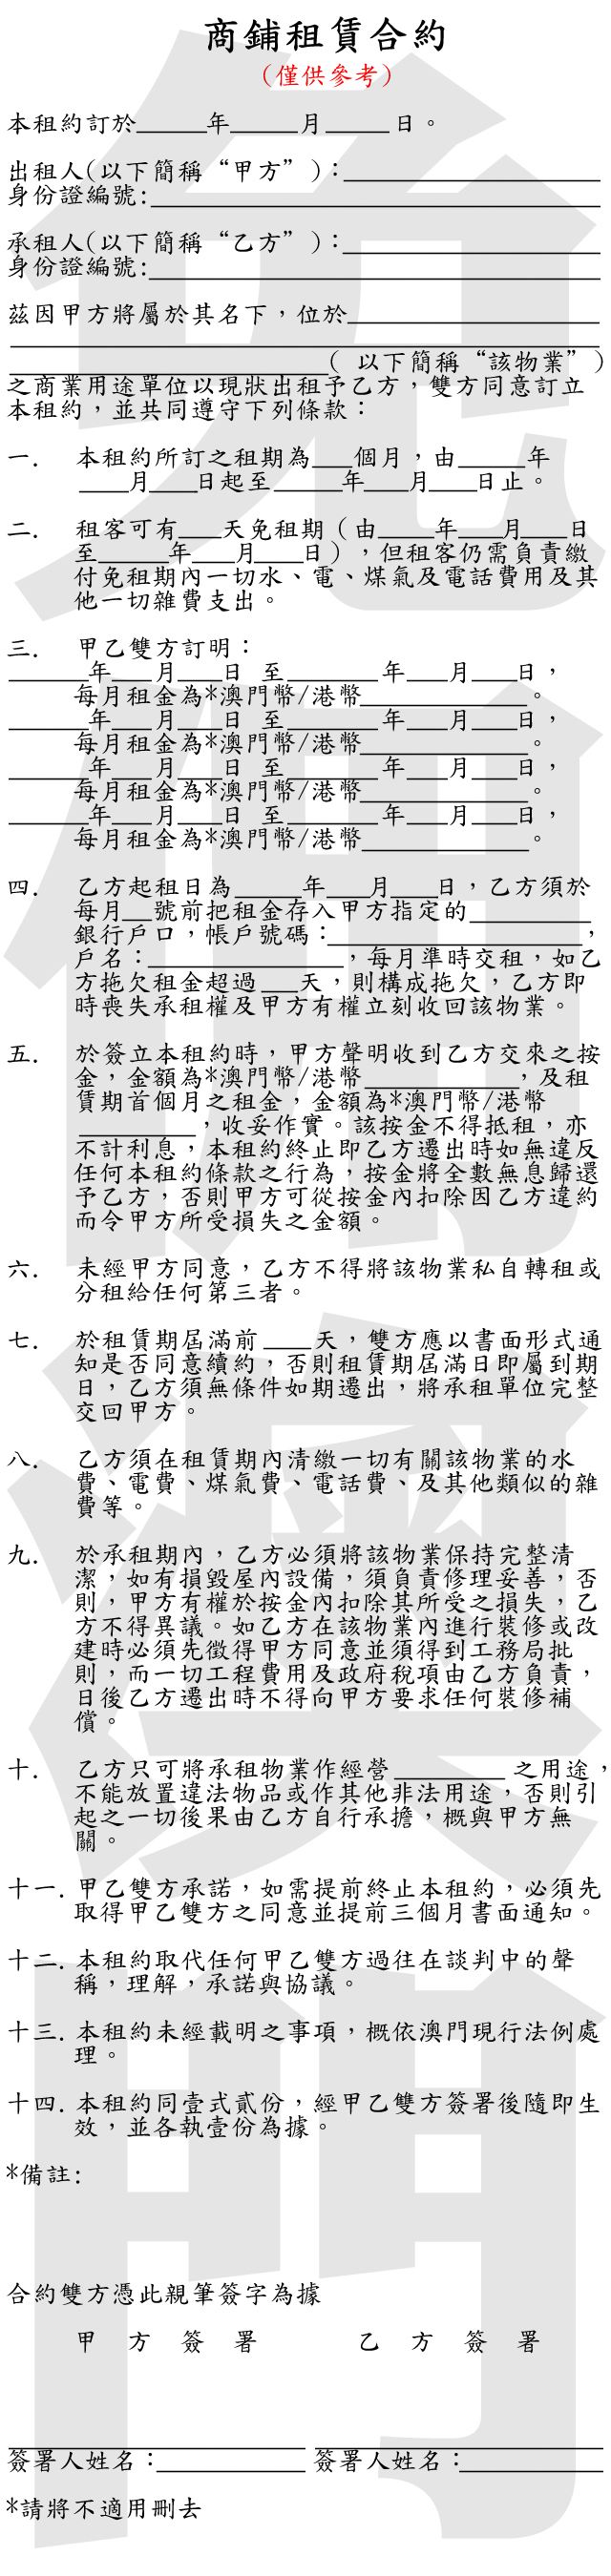 商鋪租賃合約
(僅供參考)
本租約訂於______年______月______日。
出租人(以下簡稱“甲方”):______________________
身份證編號:______________________
承租人(以下簡稱“乙方”):______________________
身份證編號:______________________
茲因甲方將屬於其名下，位於______________________
____________________________________________
______________________( 以下簡稱“該物業”)
之商業用途單位以現狀出租予乙方，雙方同意訂立
本租約，並共同遵守下列條款：
一. 本租約所訂之租期為___個月，由_____年
____月____日起至_____年____月____日止。
二. 租客可有___天免租期（由____年___月____日
至_____年___月____日），但租客仍需負責繳
付免租期內一切水、電、煤氣及電話費用及其
他一切雜費支出。
三. 甲乙雙方訂明：
______年___月___日 至_______年___月___日，
每月租金為*澳門幣/港幣_____________。
______年___月___日 至_______年___月___日，
每月租金為*澳門幣/港幣_____________。
______年___月___日 至_______年___月___日，
每月租金為*澳門幣/港幣_____________。
______年___月___日 至_______年___月___日，
每月租金為*澳門幣/港幣_____________。
四. 乙方起租日為_____年___月___日，乙方須於
每月__號前把租金存入甲方指定的_________
銀行戶口，帳戶號碼：___________________，
戶名：_______________，每月準時交租，如乙
方拖欠租金超過___天，則構成拖欠，乙方即
時喪失承租權及甲方有權立刻收回該物業。
五. 於簽立本租約時，甲方聲明收到乙方交來之按
金，金額為*澳門幣/港幣____________，及租
賃期首個月之租金，金額為*澳門幣/港幣
_________，收妥作實。該按金不得抵租，亦
不計利息，本租約終止即乙方遷出時如無違反
任何本租約條款之行為，按金將全數無息歸還
予乙方，否則甲方可從按金內扣除因乙方違約
而令甲方所受損失之金額。
六. 未經甲方同意，乙方不得將該物業私自轉租或
分租給任何第三者。
七. 於租賃期屆滿前____天，雙方應以書面形式通
知是否同意續約，否則租賃期屆滿日即屬到期
日，乙方須無條件如期遷出，將承租單位完整
交回甲方。
八. 乙方須在租賃期內清繳一切有關該物業的水
費、電費、煤氣費、電話費、及其他類似的雜
費等。
九. 於承租期內，乙方必須將該物業保持完整清
潔，如有損毀屋內設備，須負責修理妥善，否
則，甲方有權於按金內扣除其所受之損失，乙
方不得異議。如乙方在該物業內進行裝修或改
建時必須先徵得甲方同意並須得到工務局批
則，而一切工程費用及政府稅項由乙方負責，
日後乙方遷出時不得向甲方要求任何裝修補
償。
十. 乙方只可將承租物業作經營________之用途，
不能放置違法物品或作其他非法用途，否則引
起之一切後果由乙方自行承擔，概與甲方無
關。
十一. 甲乙雙方承諾，如需提前終止本租約，必須先
取得甲乙雙方之同意並提前三個月書面通知。
十二. 本租約取代任何甲乙雙方過往在談判中的聲
稱，理解，承諾與協議。
十三. 本租約未經載明之事項，概依澳門現行法例處
理。
十四. 本租約同壹式貳份，經甲乙雙方簽署後隨即生
效，並各執壹份為據。
*備註:
合約雙方憑此親筆簽字為據
甲 方 簽 署 乙 方 簽 署
簽署人姓名：____________ 簽署人姓名：____________
*請將不適用刪去
免佣澳門